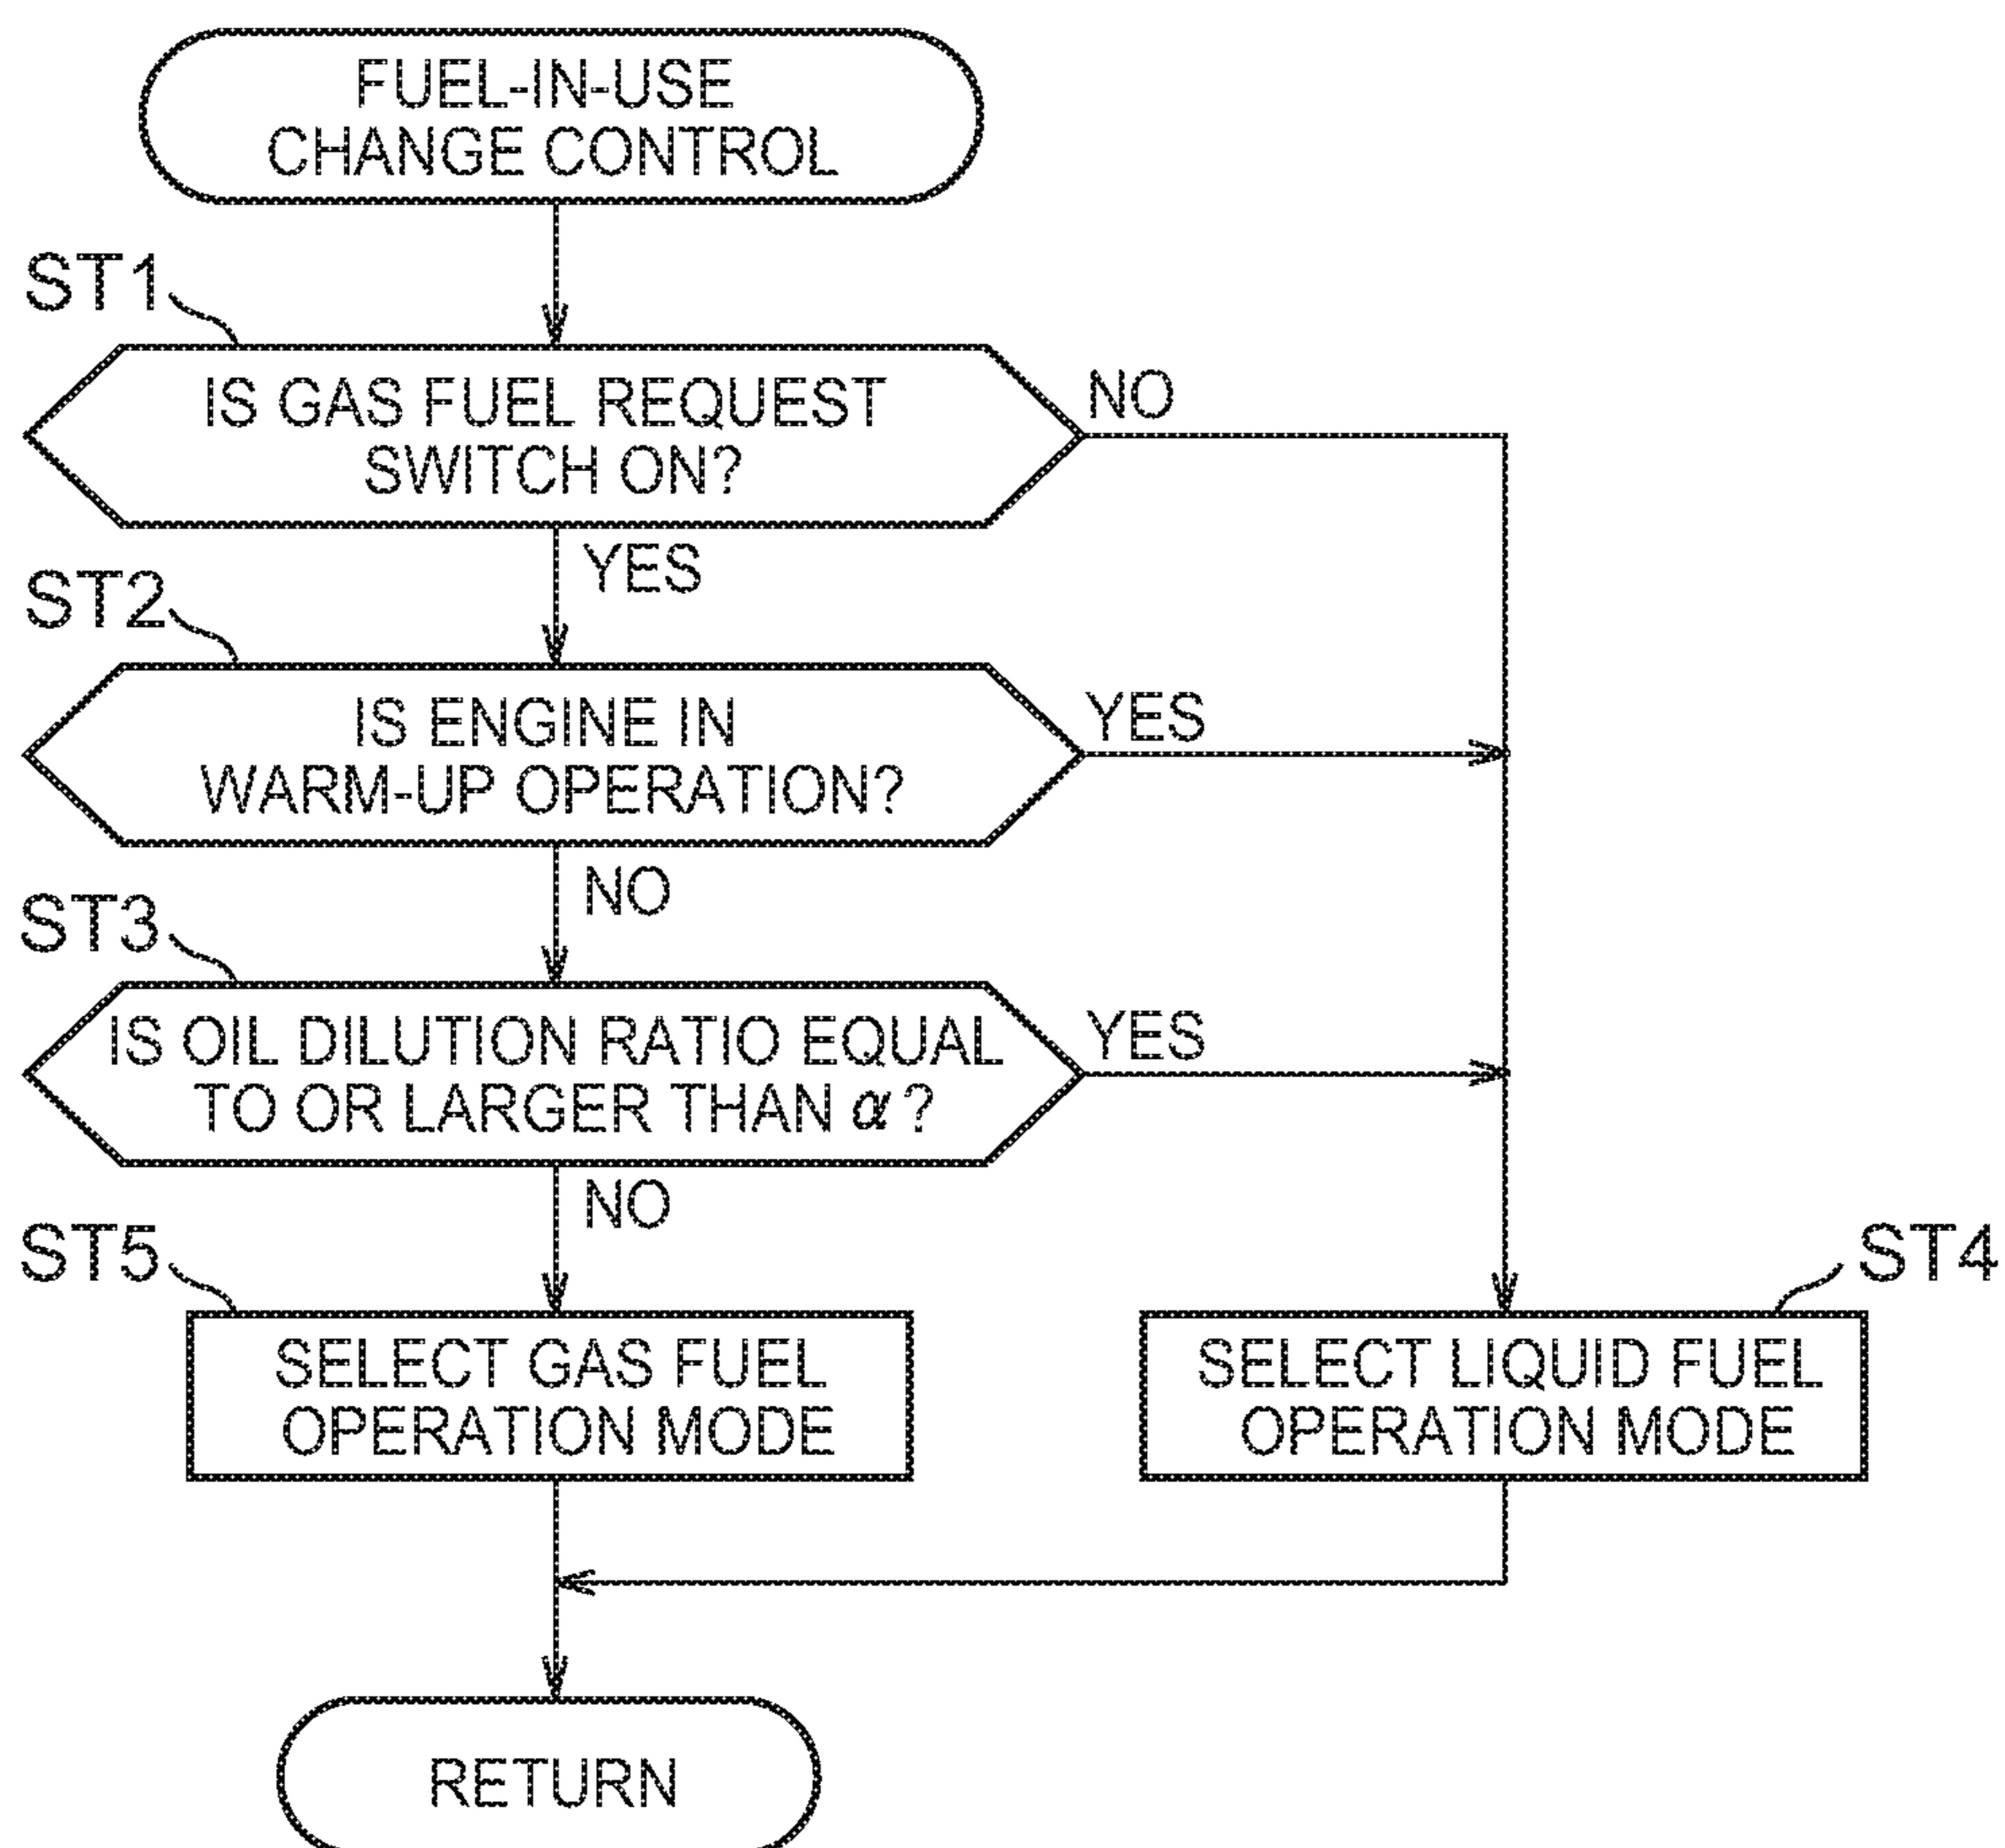 FUEL-IN-USE
CHANGE CONTROL
ST1
IS GAS FUEL REQUEST
SWITCH ON?
NO
YES
ST2
IS ENGINE IN
WARM-UP OPERATION?
YES
NO
ST3
IS OIL DILUTION RATIO EQUAL
TO OR LARGER THAN α ?
YES
NO
ST5
SELECT GAS FUEL
OPERATION MODE
ST4
SELECT LIQUID FUEL
OPERATION MODE
RETURN